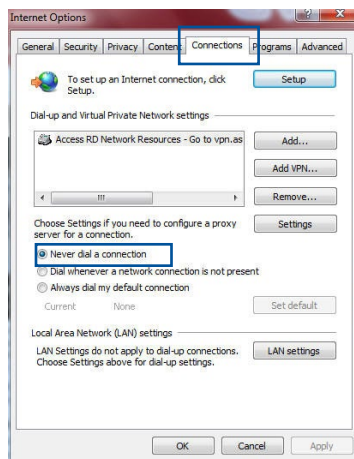 Internet Options
General Security Privacy Content Connections Programs Advanced
To set up an Internet connection, click
Setup.
Setup
Dial-up and Virtual Private Network settings
Access RD Network Resources - Go to vpn.as
Add...
Add VPN...
Remove...
Choose Settings if you need to configure a proxy
server for a connection.
Settings
Never dial a connection
Dial whenever a network connection is not present
Always dial my default connection
Current None
Set default
Local Area Network (LAN) settings
LAN Settings do not apply to dial-up connections.
Choose Settings above for dial-up settings.
LAN settings
OK Cancel Apply